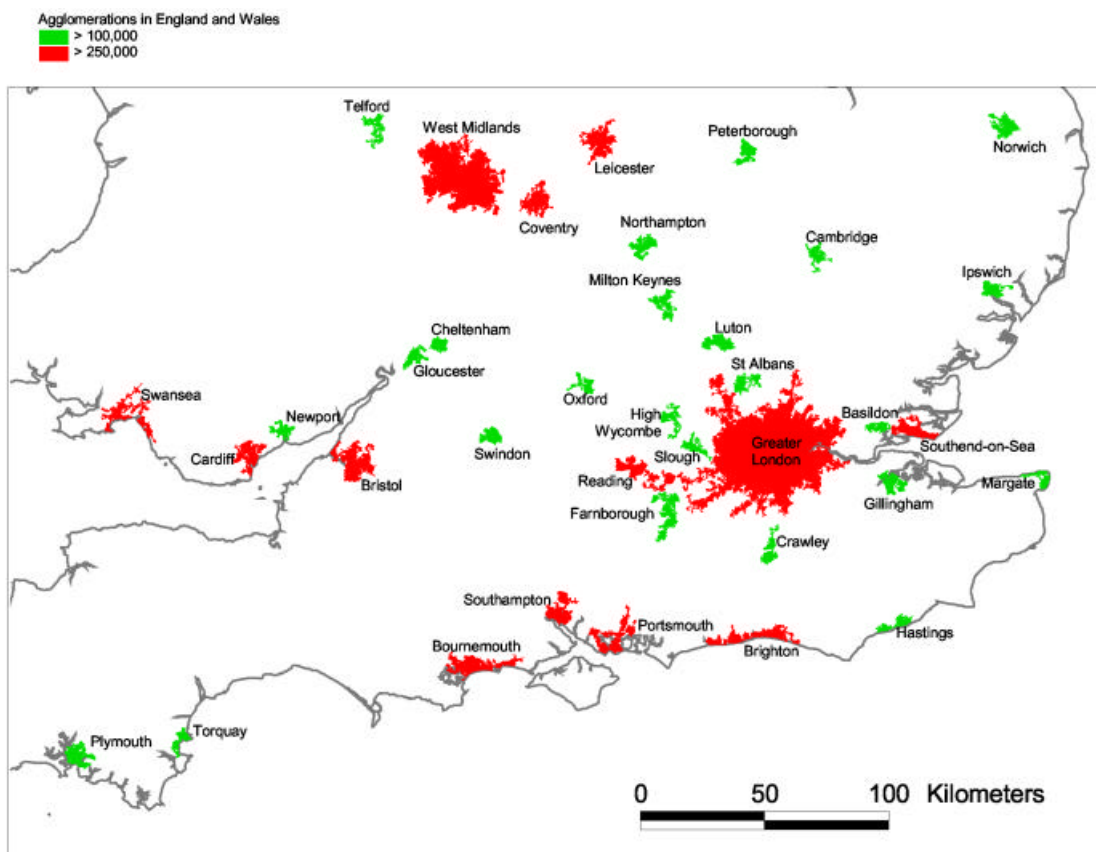 Agglomerations in England and Wales
> 100,000
> 250,000
Telford
West Midlands
Peterborough
Norwich
Leicester
Coventry
Northampton
Cambridge
Ipswich
Milton Keynes
Luton
Cheltenham
Gloucester
St Albans
Swansea
Oxford
Newport
High
Wycombe
Basildon
Greater
London
Southend-on-Sea
Swindon
Slough
Cardiff
Bristol
Reading
Margate
Gillingham
Farnborough
Crawley
Southampton
Portsmouth
Hastings
Bournemouth
Brighton
Torquay
Plymouth
0 50 100 Kilometers